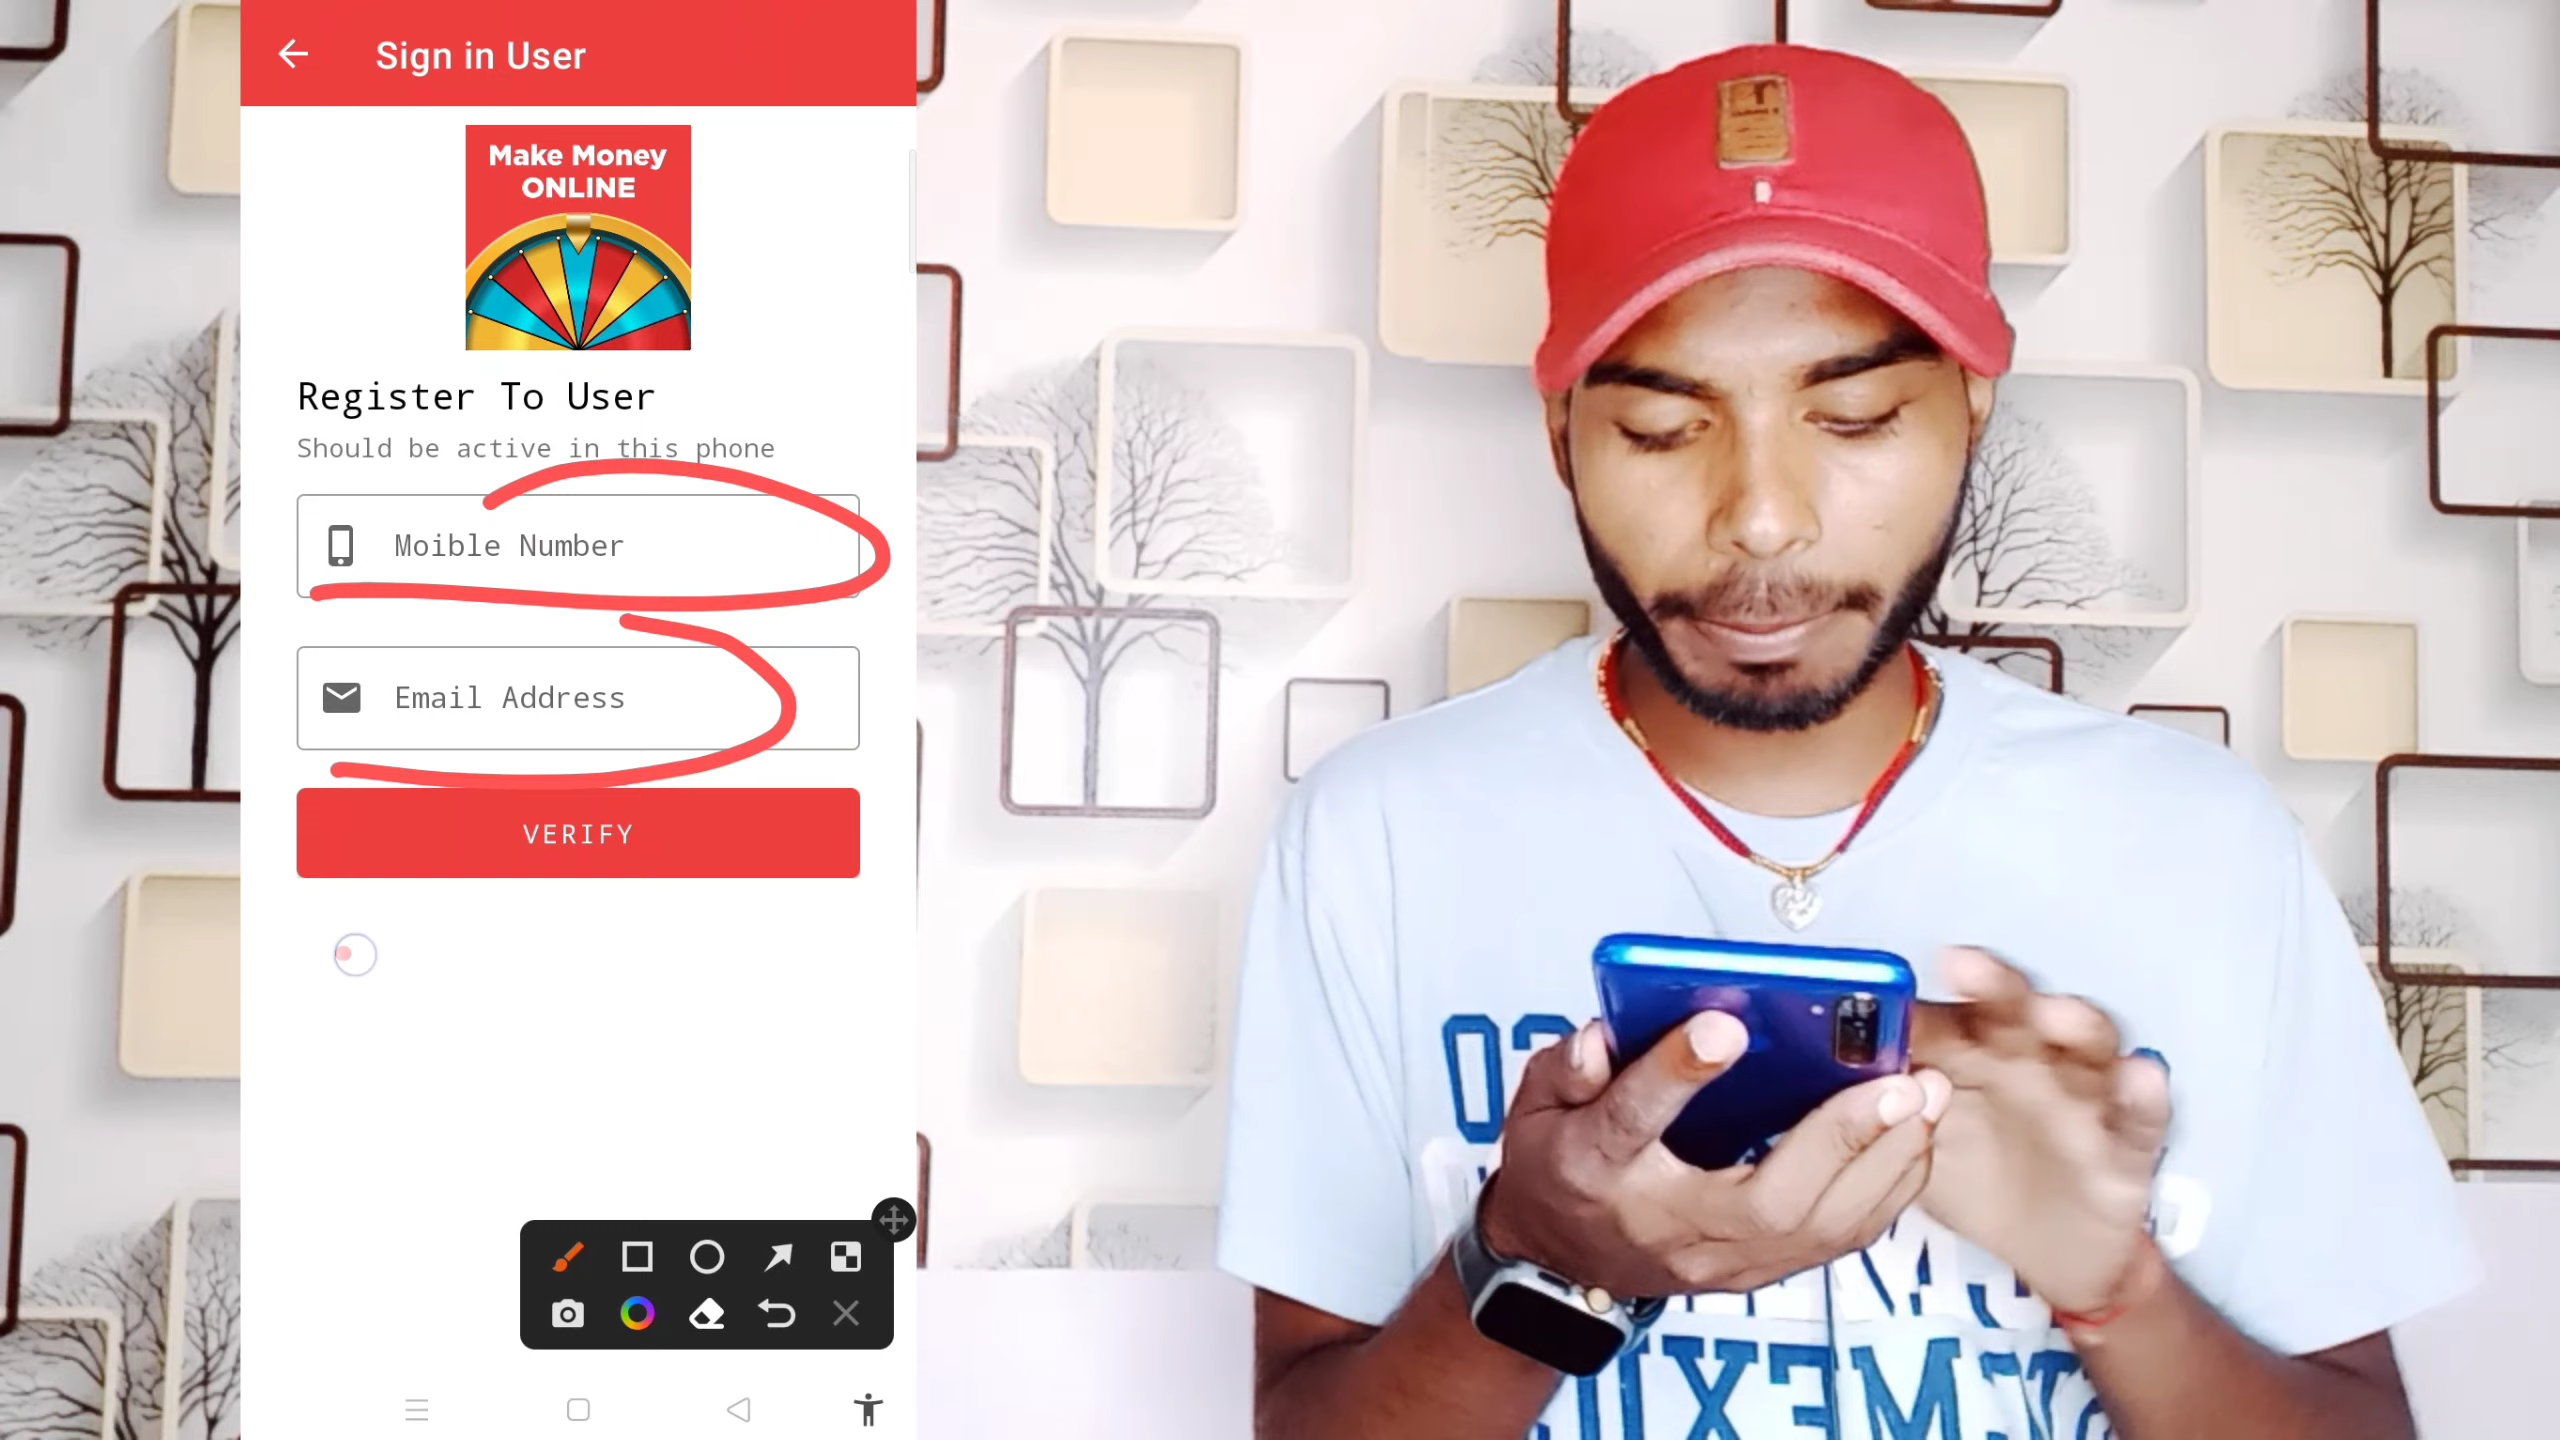 Sign in User
Make Money
ONLINE
Register To User
Should be active in this phone
Moible Number
Email Address
VERIFY